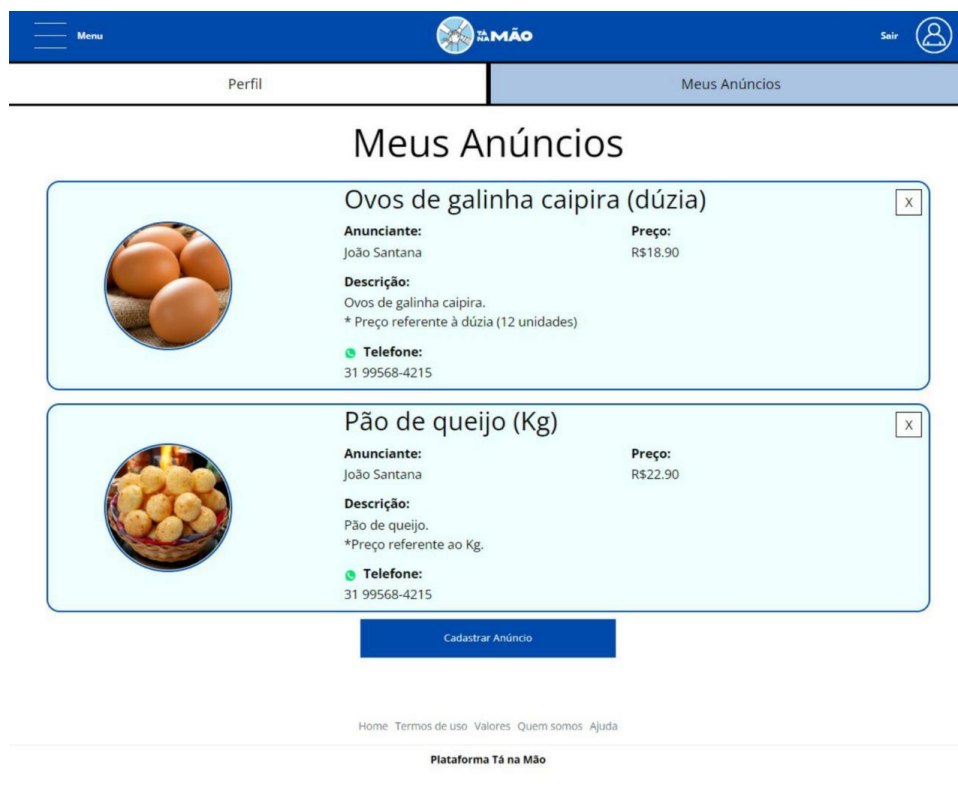 Menu
TÁ NA MÃO
Sair
Perfil
Meus Anúncios
Meus Anúncios
Ovos de galinha caipira (dúzia)
X
Anunciante:
Preço:
João Santana
R$18.90
Descrição:
Ovos de galinha caipira.
* Preço referente à dúzia (12 unidades)
Telefone:
31 99568-4215
Pão de queijo (Kg)
X
Anunciante:
Preço:
João Santana
R$22.90
Descrição:
Pão de queijo.
*Preço referente ao Kg.
Telefone:
31 99568-4215
Cadastrar Anúncio
Home Termos de uso Valores Quem somos Ajuda
Plataforma Tá na Mão